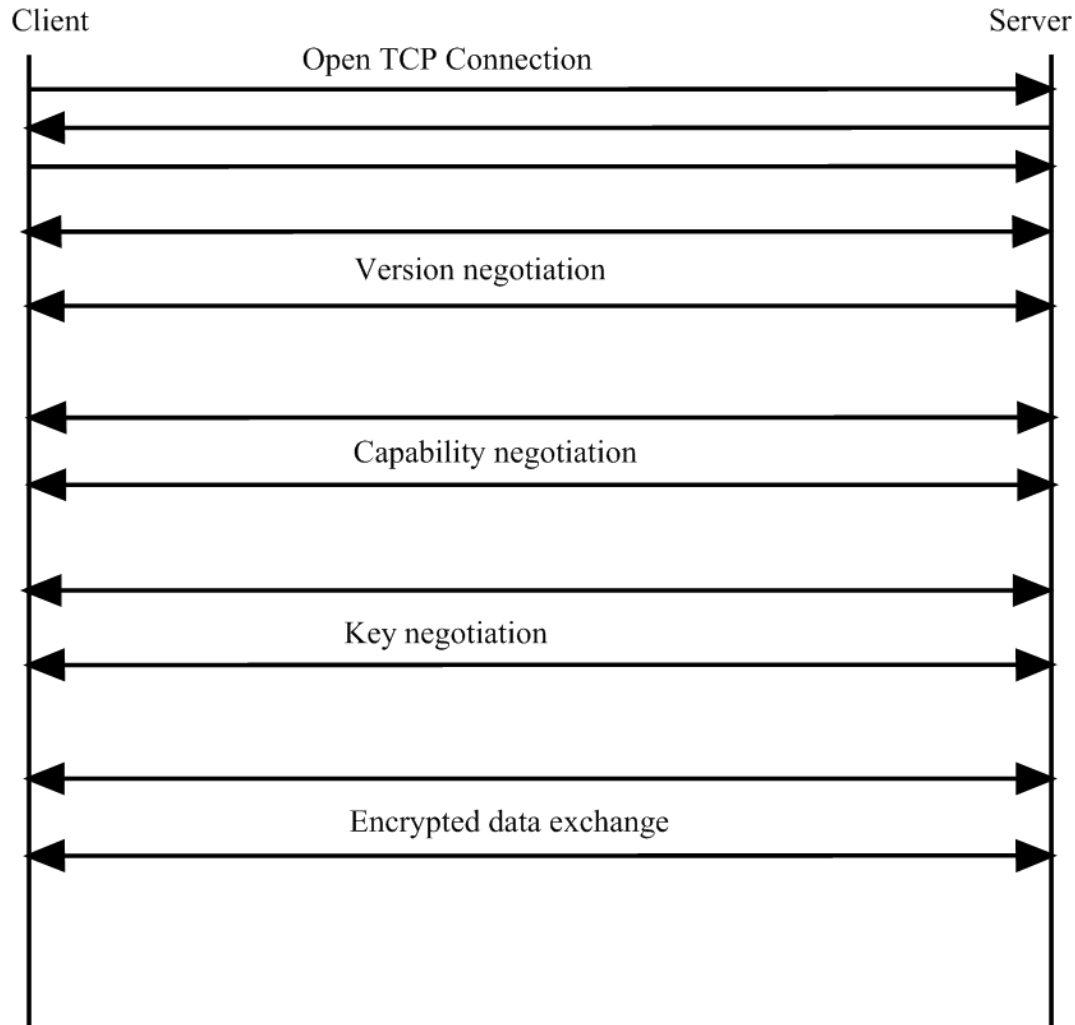 Client
Server
Open TCP Connection
Version negotiation
Capability negotiation
Key negotiation
Encrypted data exchange